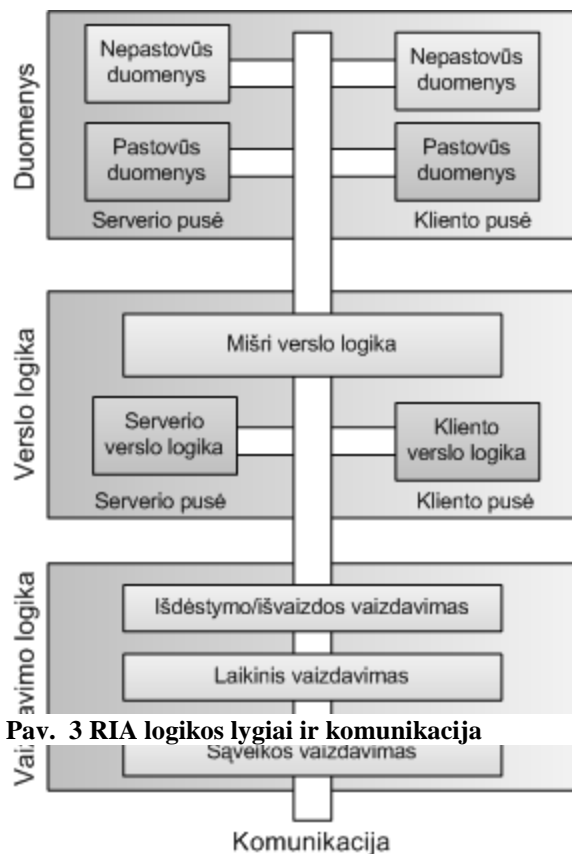 Duomenys
Nepastovūs
duomenys
Nepastovūs
duomenys
Pastovūs
duomenys
Pastovūs
duomenys
Serverio pusė
Kliento pusė
Verslo logika
Mišri verslo logika
Serverio
verslo logika
Kliento
verslo logika
Serverio pusė
Kliento pusė
Vaizdavimo logika
Išdėstymo/išvaizdos vaizdavimas
Laikinis vaizdavimas
Pav. 3 RIA logikos lygiai ir komunikacija
Sąveikos vaizdavimas
Komunikacija